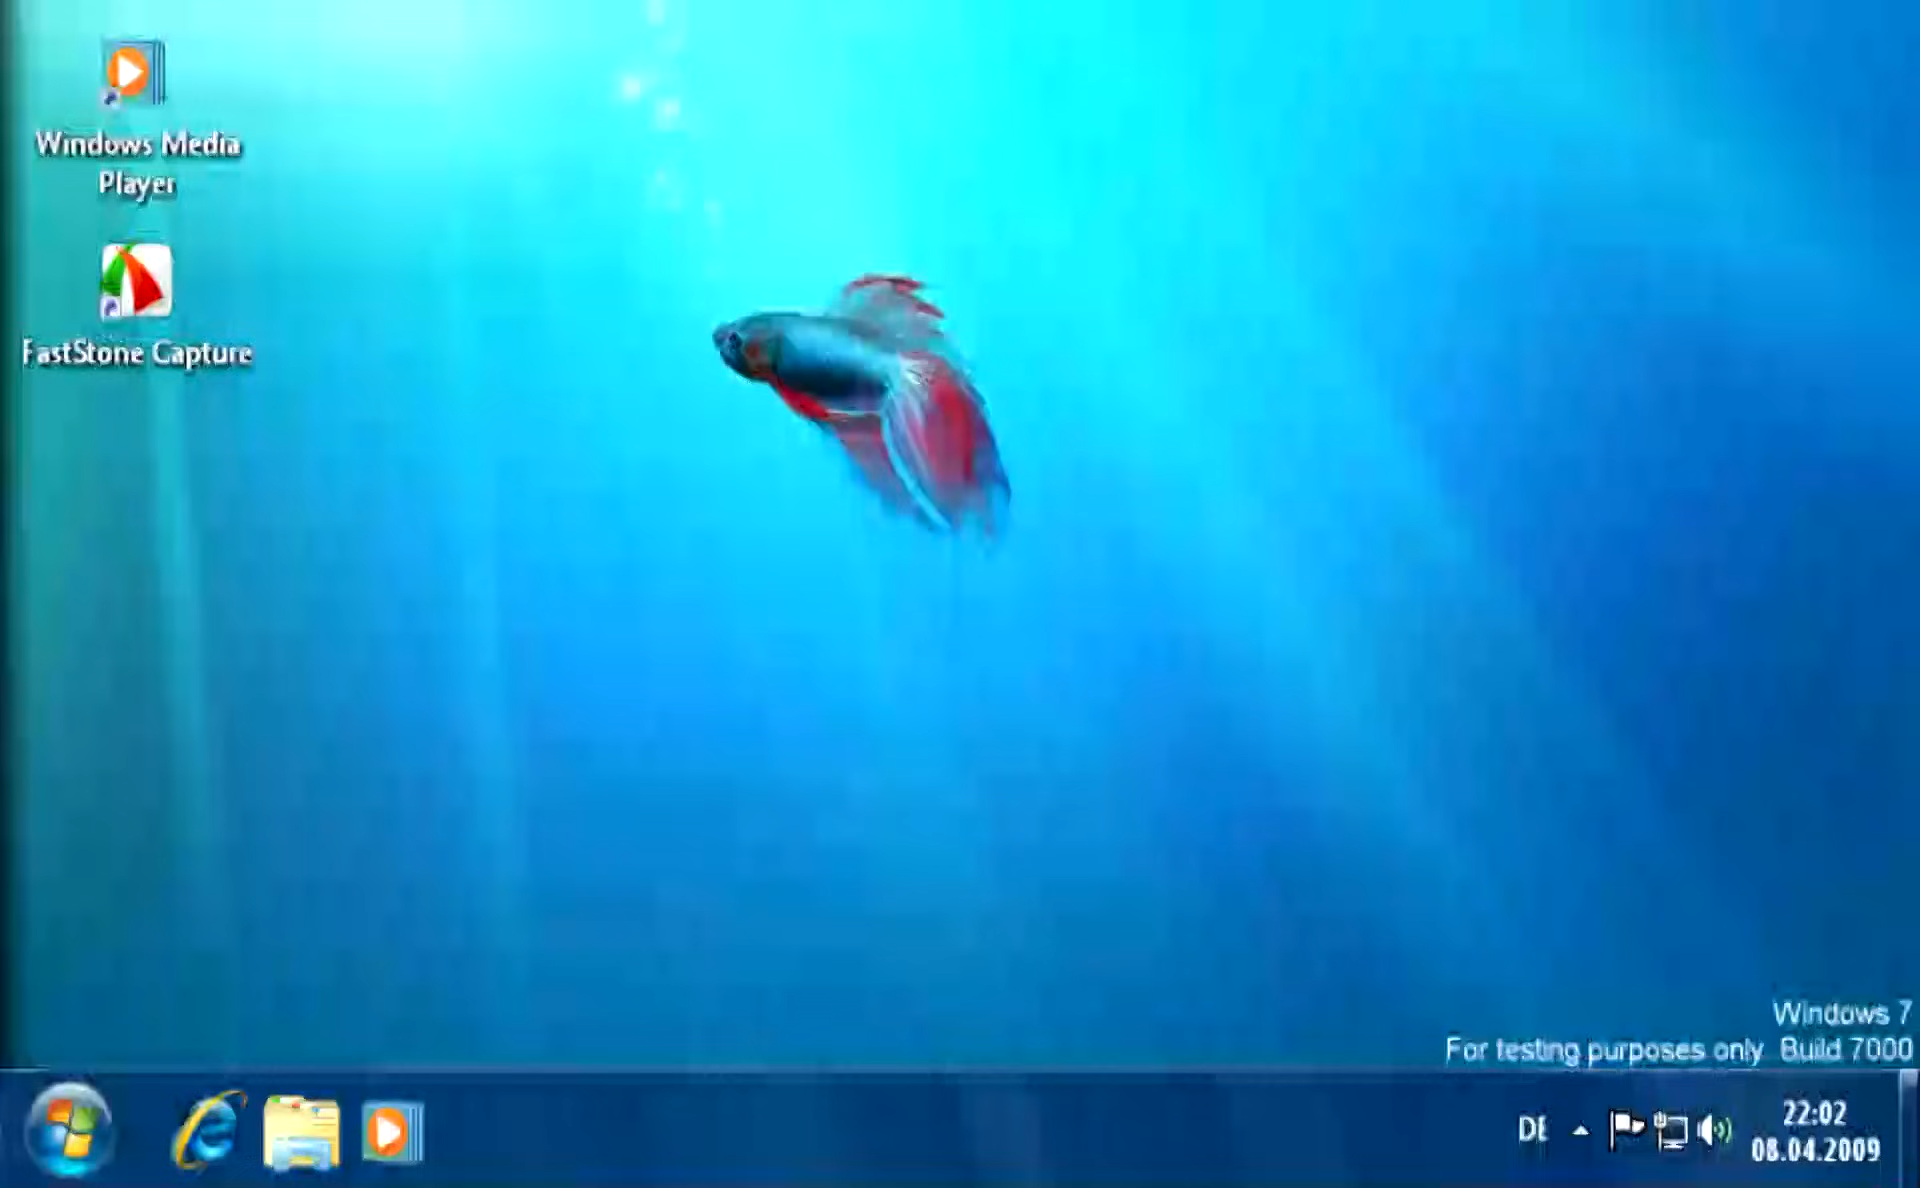 Windows Media
Player
FastStone Capture
Windows 7
For testing purposes only. Build 7000
DE
22:02
08.04.2009